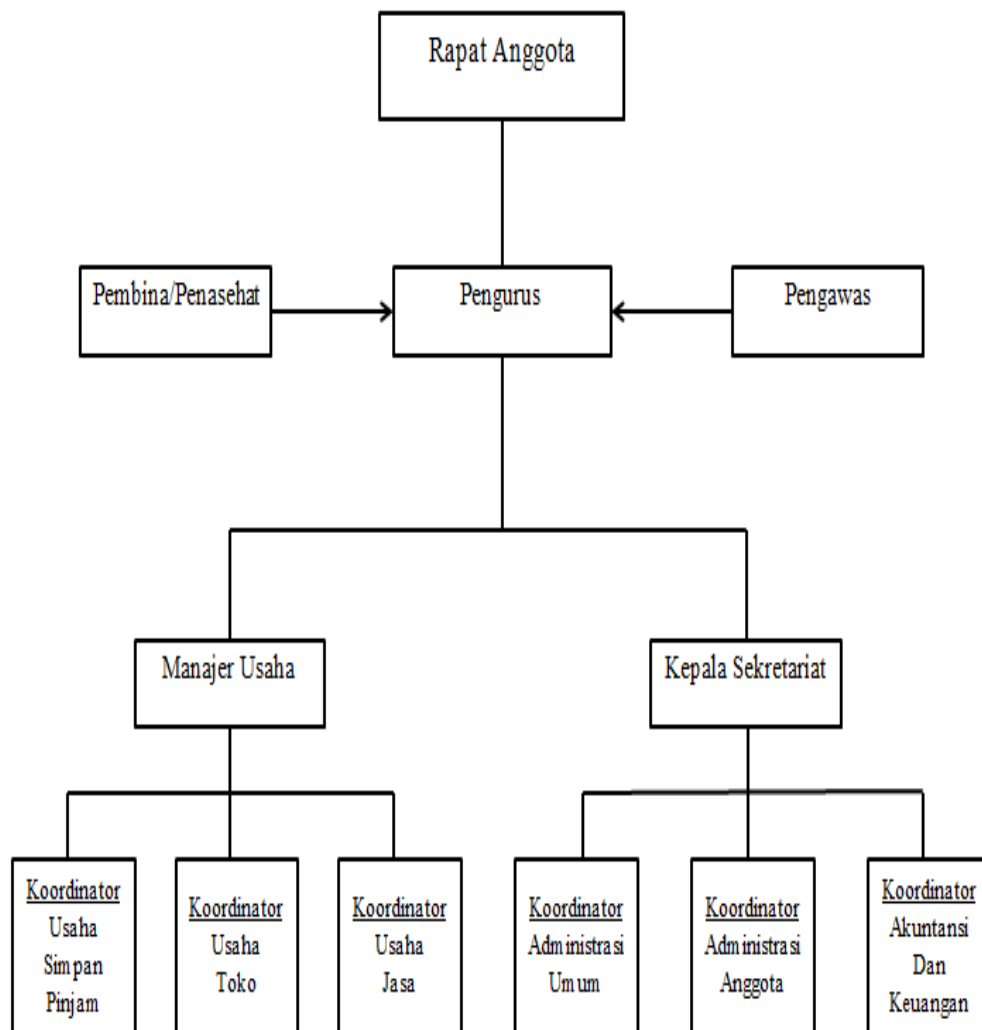 Rapat Anggota
Pembina/Penasehat
Pengurus
Pengawas
Manajer Usaha
Kepala Sekretariat
Koordinator
Usaha
Simpan
Pinjam
Koordinator
Usaha
Toko
Koordinator
Usaha
Jasa
Koordinator
Administrasi
Umum
Koordinator
Administrasi
Anggota
Koordinator
Akuntansi
Dan
Keuangan